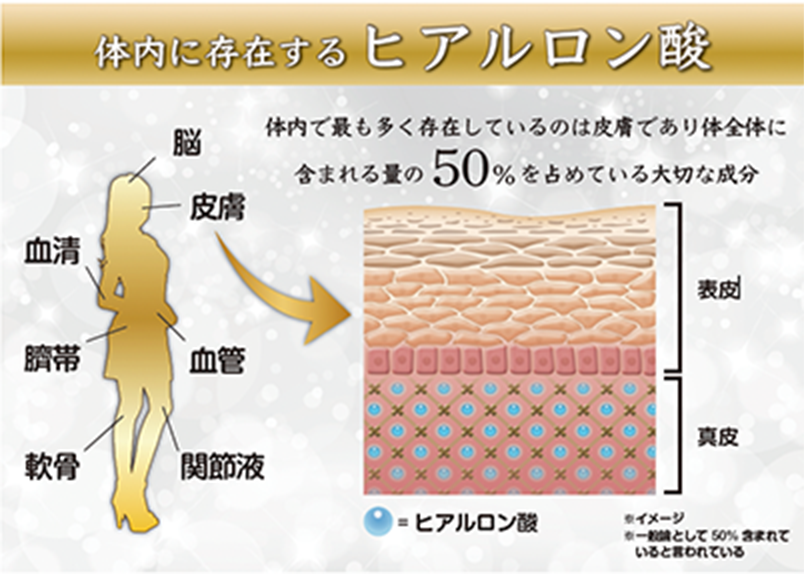 体内に存在するヒアルロン酸
体内で最も多く存在しているのは皮膚であり体全体に
含まれる量の50%を占めている大切な成分
脳
皮膚
血清
臍帯
血管
軟骨
関節液
表皮
真皮
=ヒアルロン酸
※イメージ
※一般論として50%含まれて
いると言われている